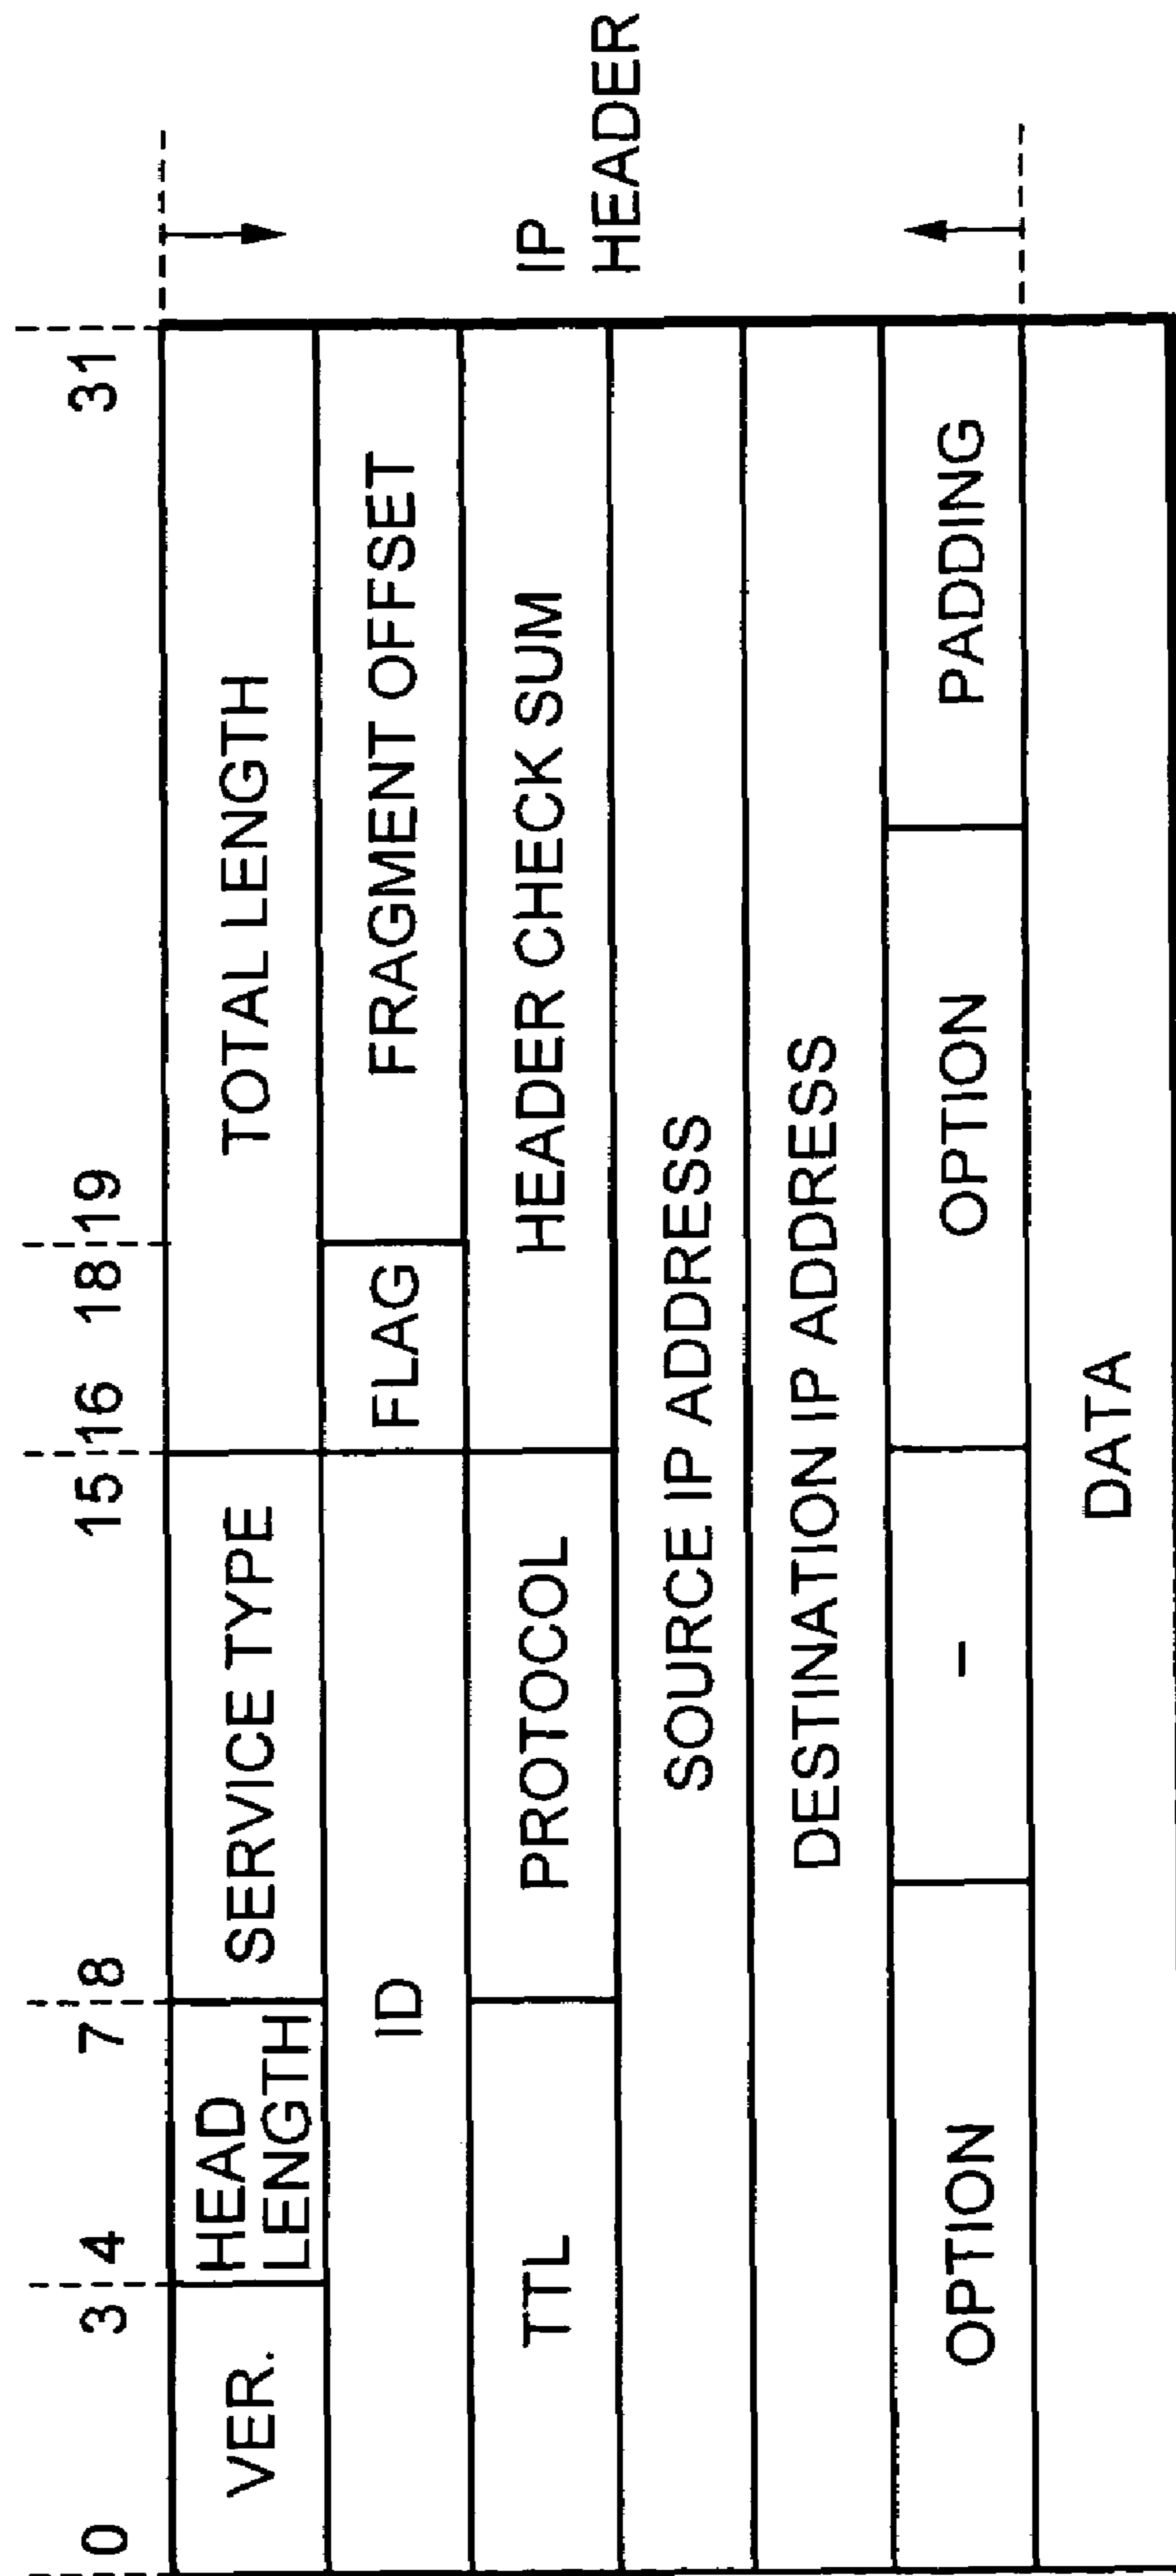 0 3 4 7 8 15 16 18 19 31
VER. HEAD LENGTH SERVICE TYPE TOTAL LENGTH
ID FLAG FRAGMENT OFFSET
TTL PROTOCOL HEADER CHECK SUM
SOURCE IP ADDRESS
DESTINATION IP ADDRESS
OPTION – OPTION PADDING
DATA
IP
HEADER